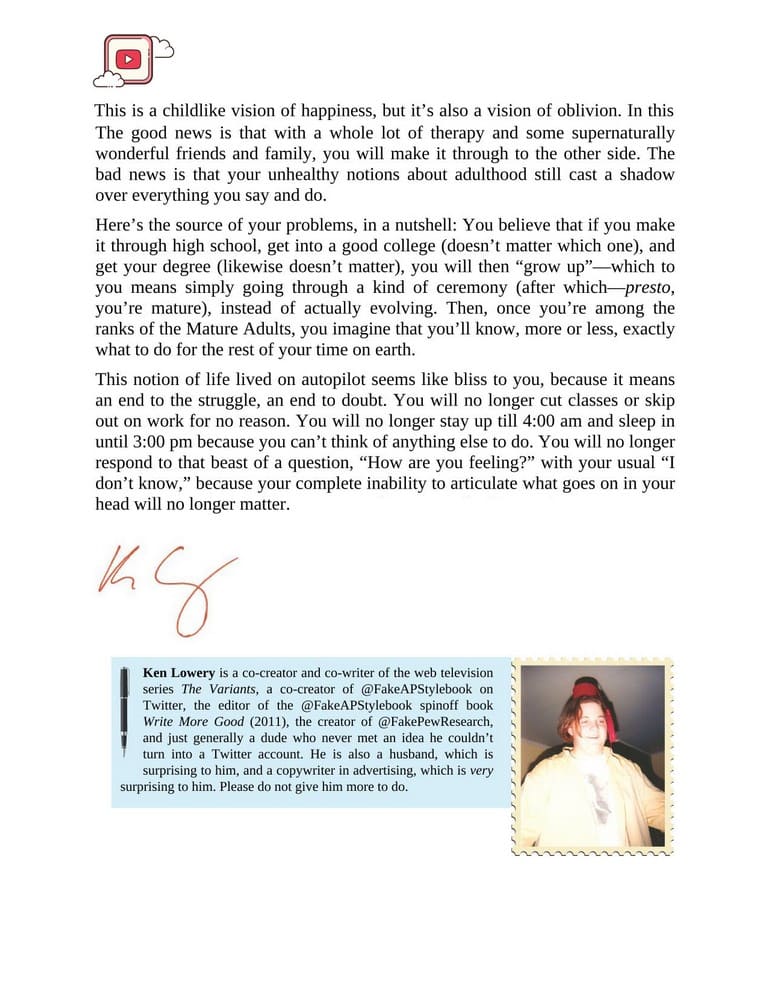 This is a childlike vision of happiness, but it’s also a vision of oblivion. In this
The good news is that with a whole lot of therapy and some supernaturally
wonderful friends and family, you will make it through to the other side. The
bad news is that your unhealthy notions about adulthood still cast a shadow
over everything you say and do.
Here’s the source of your problems, in a nutshell: You believe that if you make
it through high school, get into a good college (doesn’t matter which one), and
get your degree (likewise doesn’t matter), you will then “grow up”—which to
you means simply going through a kind of ceremony (after which—presto,
you’re mature), instead of actually evolving. Then, once you’re among the
ranks of the Mature Adults, you imagine that you’ll know, more or less, exactly
what to do for the rest of your time on earth.
This notion of life lived on autopilot seems like bliss to you, because it means
an end to the struggle, an end to doubt. You will no longer cut classes or skip
out on work for no reason. You will no longer stay up till 4:00 am and sleep in
until 3:00 pm because you can’t think of anything else to do. You will no longer
respond to that beast of a question, “How are you feeling?” with your usual “I
don’t know,” because your complete inability to articulate what goes on in your
head will no longer matter.
Ken Lowery is a co-creator and co-writer of the web television
series The Variants, a co-creator of @FakeAPStylebook on
Twitter, the editor of the @FakeAPStylebook spinoff book
Write More Good (2011), the creator of @FakePewResearch,
and just generally a dude who never met an idea he couldn’t
turn into a Twitter account. He is also a husband, which is
surprising to him, and a copywriter in advertising, which is very
surprising to him. Please do not give him more to do.